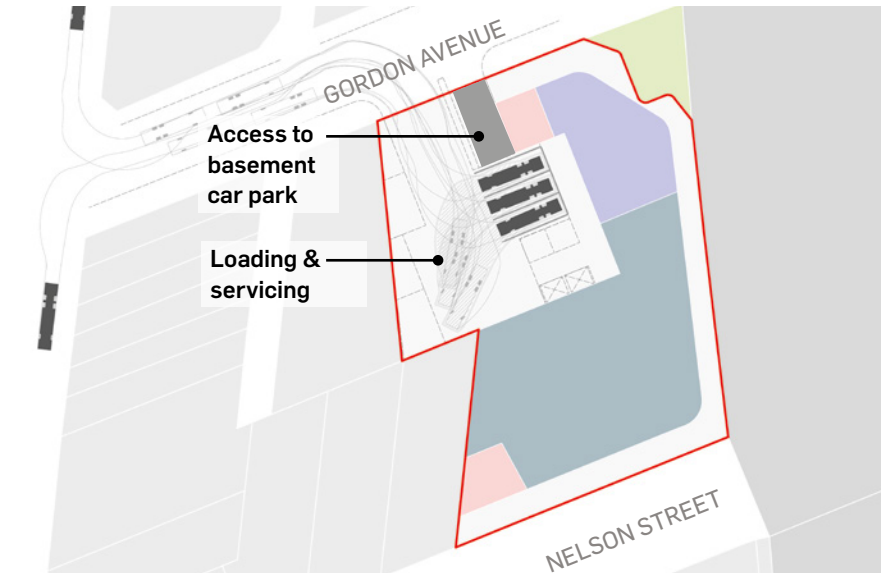 GORDON AVENUE
Access to
basement
car park
Loading &
servicing
NELSON STREET